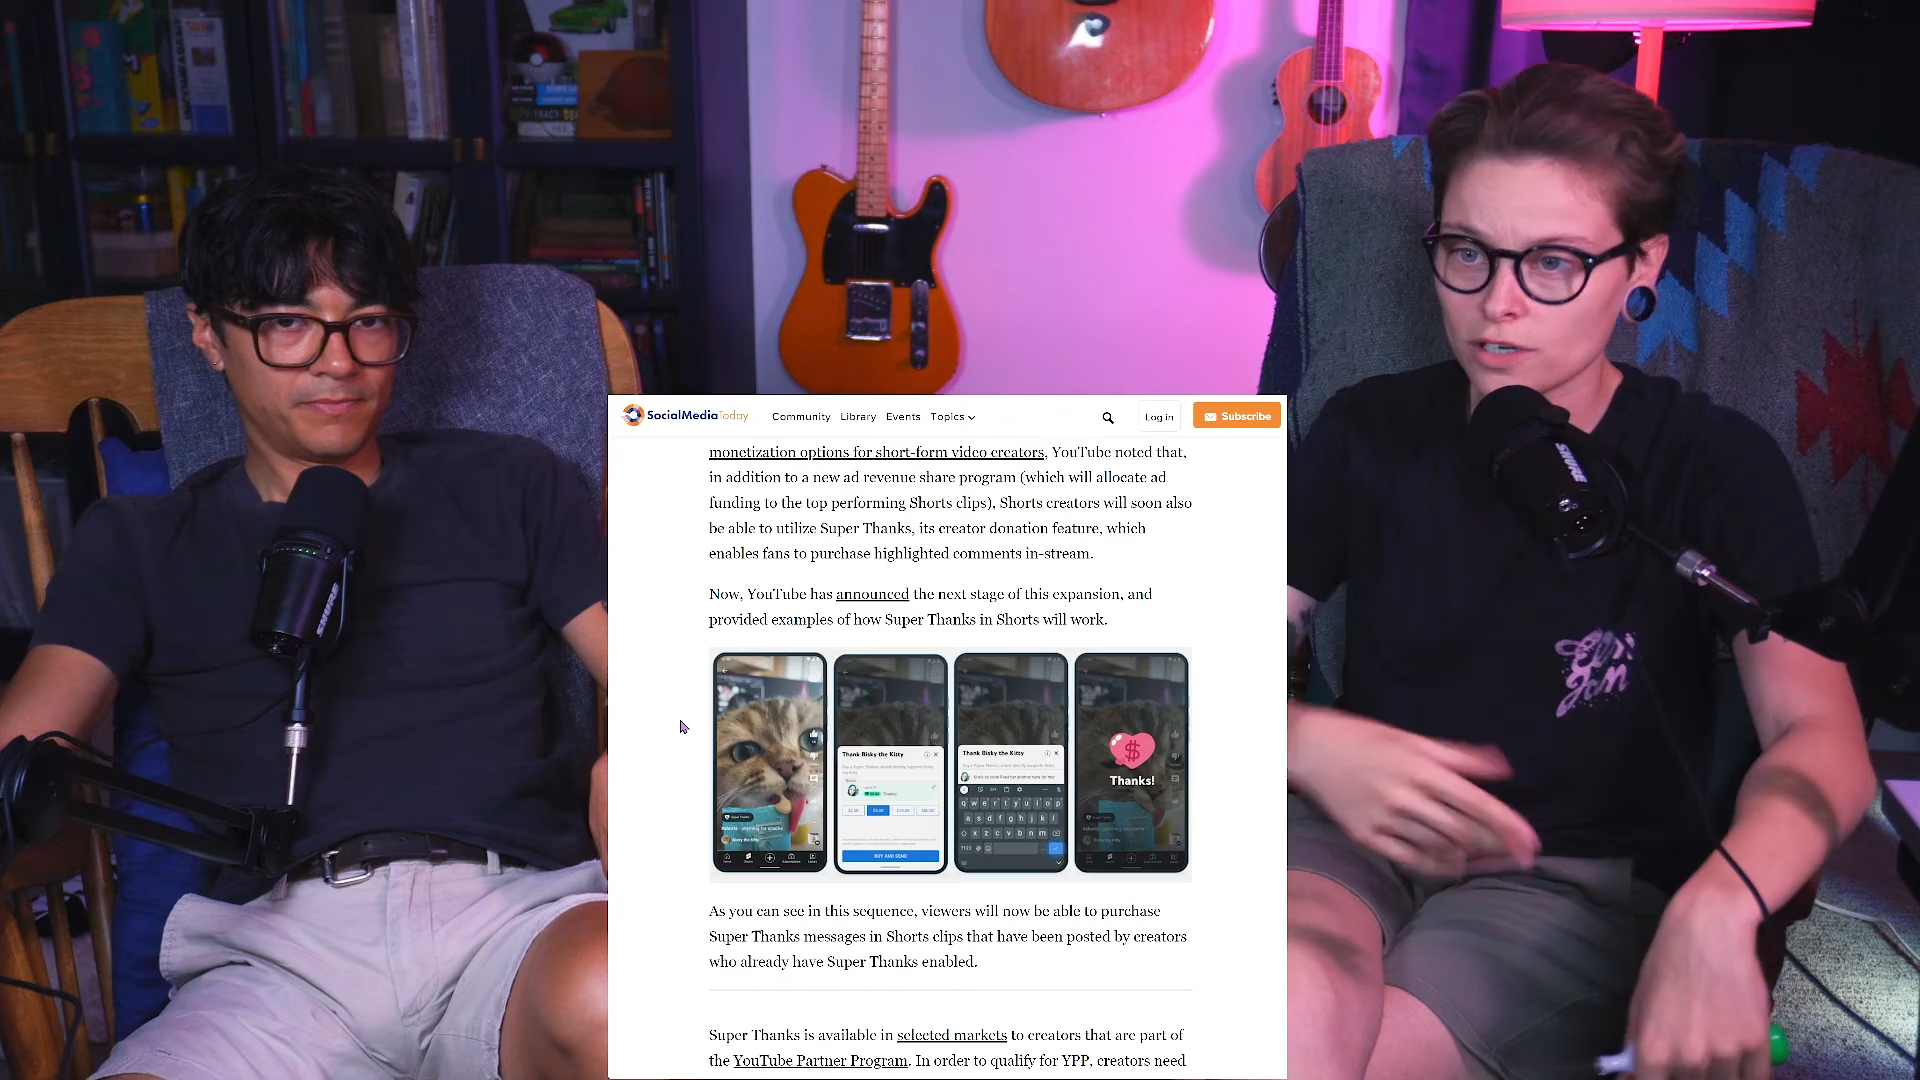 SocialMediaToday
Community Library Events Topics
Log in
Subscribe
monetization options for short-form video creators, YouTube noted that,
in addition to a new ad revenue share program (which will allocate ad
funding to the top performing Shorts clips), Shorts creators will soon also
be able to utilize Super Thanks, its creator donation feature, which
enables fans to purchase highlighted comments in-stream.
Now, YouTube has announced the next stage of this expansion, and
provided examples of how Super Thanks in Shorts will work.
Thank Bisky the Kitty
BUY AND SEND
Thank Bisky the Kitty
q w e r t y u i o p
a s d f g h j k l
z x c v b n m
Thanks!
As you can see in this sequence, viewers will now be able to purchase
Super Thanks messages in Shorts clips that have been posted by creators
who already have Super Thanks enabled.
Super Thanks is available in selected markets to creators that are part of
the YouTube Partner Program. In order to qualify for YPP, creators need
SHURE
SHURE